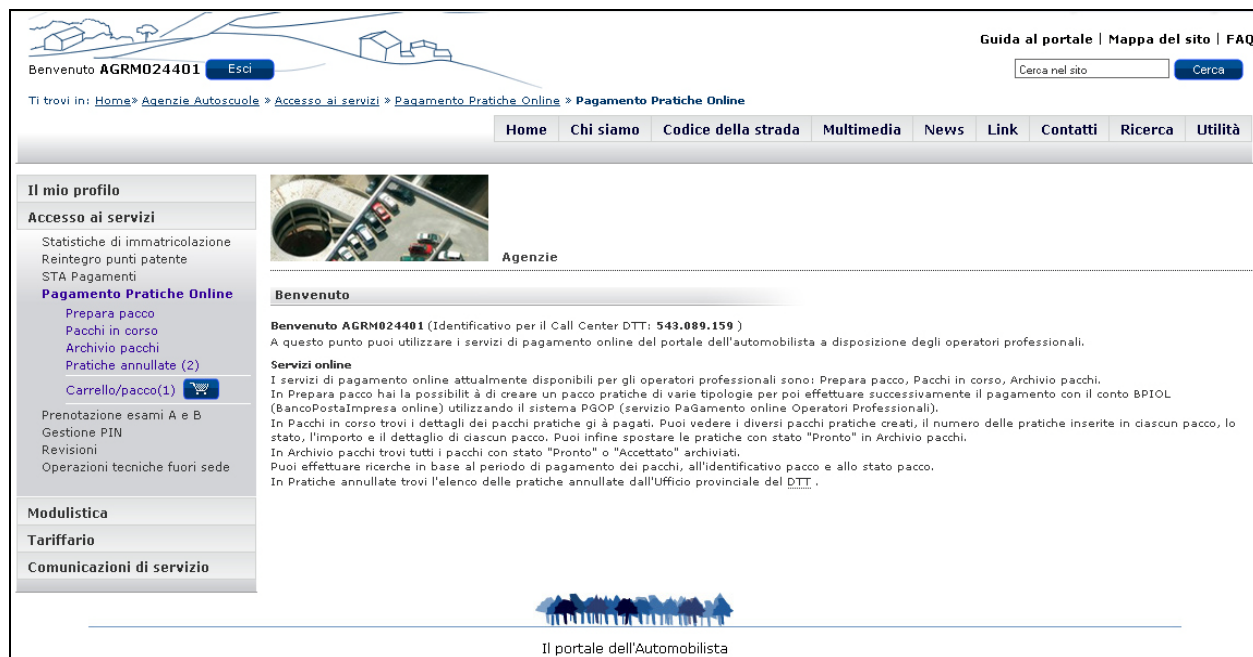 Guida al portale | Mappa del sito | FAQ
Benvenuto AGRM024401 Esci
Cerca nel sito Cerca
Ti trovi in: Home» Agenzie Autoscuole » Accesso ai servizi » Pagamento Pratiche Online » Pagamento Pratiche Online
Home Chi siamo Codice della strada Multimedia News Link Contatti Ricerca Utilità
Il mio profilo
Accesso ai servizi
Statistiche di immatricolazione
Reintegro punti patente
STA Pagamenti
Pagamento Pratiche Online
Prepara pacco
Pacchi in corso
Archivio pacchi
Pratiche annullate (2)
Carrello/pacco(1)
Prenotazione esami A e B
Gestione PIN
Revisioni
Operazioni tecniche fuori sede
Modulistica
Tariffario
Comunicazioni di servizio
Agenzie
Benvenuto
Benvenuto AGRM024401 (Identificativo per il Call Center DTT: 543.089.159 )
A questo punto puoi utilizzare i servizi di pagamento online del portale dell'automobilista a disposizione degli operatori professionali.
Servizi online
I servizi di pagamento online attualmente disponibili per gli operatori professionali sono: Prepara pacco, Pacchi in corso, Archivio pacchi.
In Prepara pacco hai la possibilit à di creare un pacco pratiche di varie tipologie per poi effettuare successivamente il pagamento con il conto BPIOL
(BancoPostaImpresa online) utilizzando il sistema PGOP (servizio PaGamento online Operatori Professionali).
In Pacchi in corso trovi i dettagli dei pacchi pratiche gi à pagati. Puoi vedere i diversi pacchi pratiche creati, il numero delle pratiche inserite in ciascun pacco, lo
stato, l'importo e il dettaglio di ciascun pacco. Puoi infine spostare le pratiche con stato "Pronto" in Archivio pacchi.
In Archivio pacchi trovi tutti i pacchi con stato "Pronto" o "Accettato" archiviati.
Puoi effettuare ricerche in base al periodo di pagamento dei pacchi, all'identificativo pacco e allo stato pacco.
In Pratiche annullate trovi l'elenco delle pratiche annullate dall'Ufficio provinciale del DTT .
Il portale dell'Automobilista